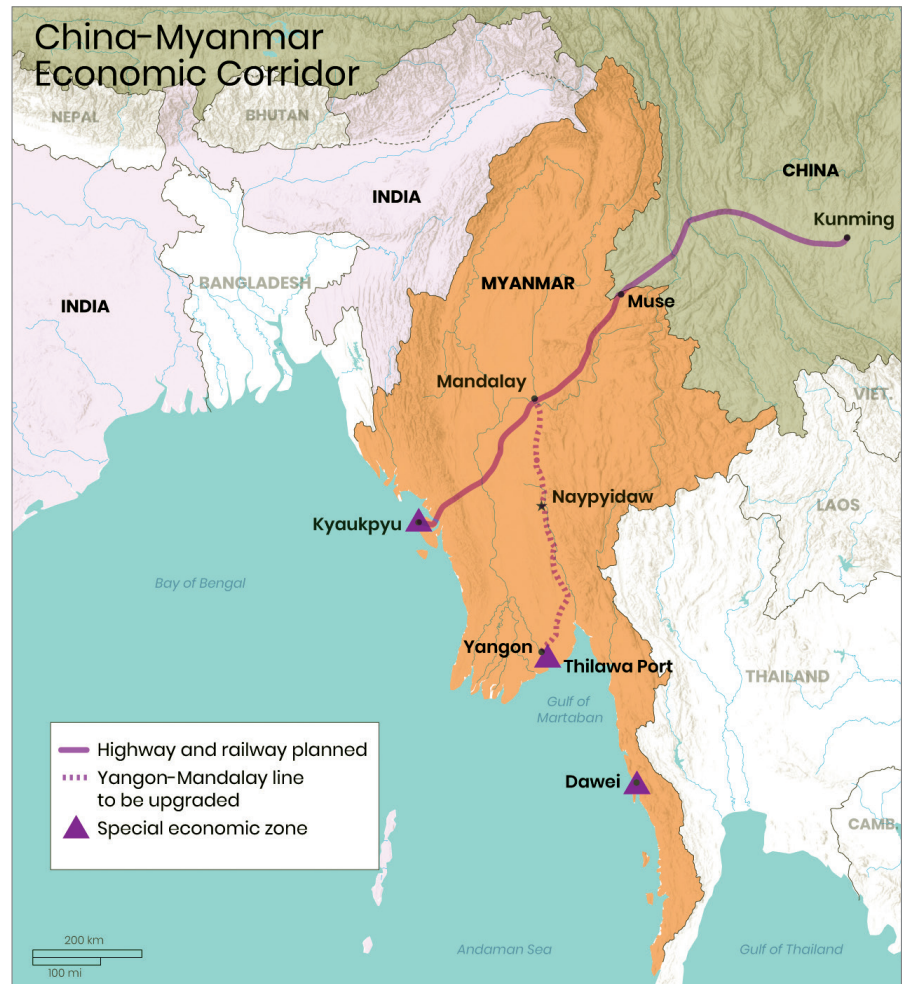 China-Myanmar
Economic Corridor
NEPAL
BHUTAN
CHINA
INDIA
Kunming
BANGLADESH
MYANMAR
INDIA
Muse
Mandalay
VIET.
Naypyidaw
LAOS
Kyaukpyu
Bay of Bengal
Yangon
Thilawa Port
THAILAND
Gulf of
Martaban
Highway and railway planned
Yangon-Mandalay line
to be upgraded
Special economic zone
Dawei
CAMB.
200 km
100 mi
Andaman Sea
Gulf of Thailand